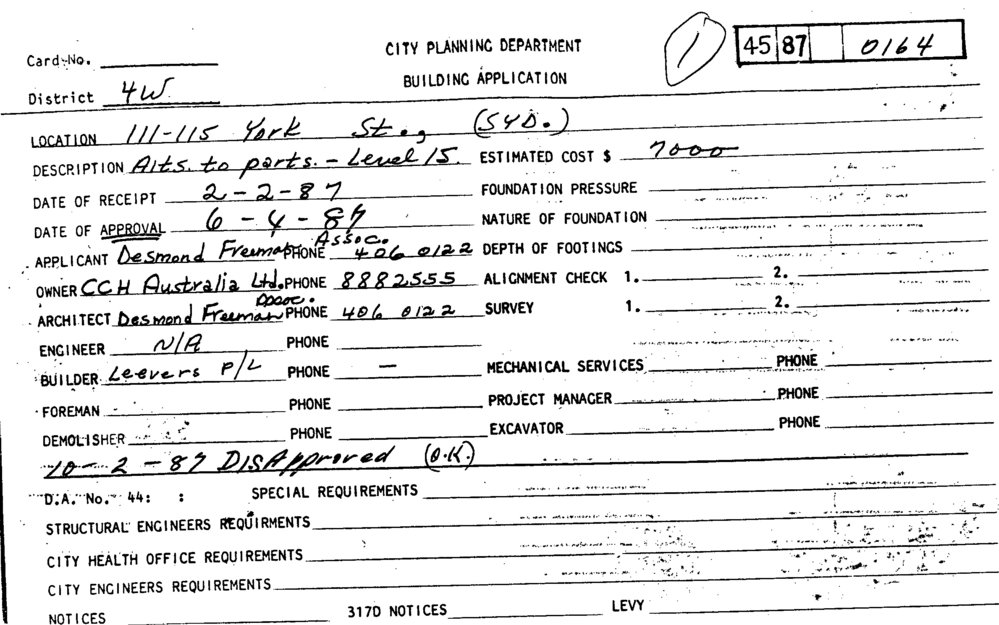 CITY PLANNING DEPARTMENT 1 45 87 0164
Card No.
BUILDING APPLICATION
District 4W
LOCATION 111-115 York St., (SYD.)
DESCRIPTION Alts. to parts. - Level 15. ESTIMATED COST $ 7000
DATE OF RECEIPT 2-2-87 FOUNDATION PRESSURE
DATE OF APPROVAL 6-4-87 NATURE OF FOUNDATION
APPLICANT Desmond Freeman Assoc. PHONE 406 0122 DEPTH OF FOOTINGS
OWNER CCH Australia Ltd. PHONE 8882555 ALIGNMENT CHECK 1. 2.
ARCHITECT Desmond Freeman Assoc. PHONE 406 0122 SURVEY 1. 2.
ENGINEER N/A PHONE
BUILDER Leevers P/L PHONE — MECHANICAL SERVICES PHONE
FOREMAN PHONE PROJECT MANAGER PHONE
DEMOLISHER PHONE EXCAVATOR PHONE
10-2-87 DISApproved (O.K.)
D.A. No. 44: : SPECIAL REQUIREMENTS
STRUCTURAL ENGINEERS REQUIRMENTS
CITY HEALTH OFFICE REQUIREMENTS
CITY ENGINEERS REQUIREMENTS
NOTICES 317D NOTICES LEVY